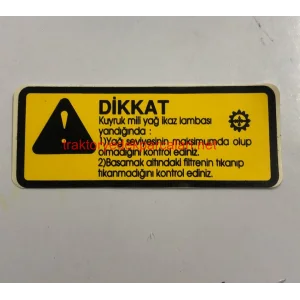 DİKKAT
Kuyruk mili yağ ikaz lambası
yandığında :
1)Yağ seviyesinin maksimumda olup
olmadığını kontrol ediniz.
2)Basamak altındaki filtrenin tıkanıp
tıkanmadığını kontrol ediniz.